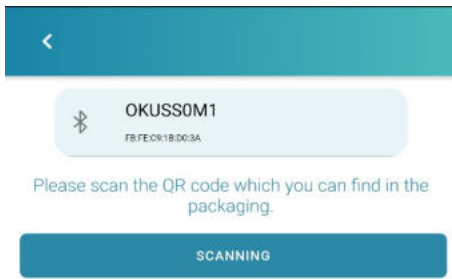 OKUSS0M1
FB:FE:C9:1B:D0:3A
Please scan the QR code which you can find in the
packaging.
SCANNING